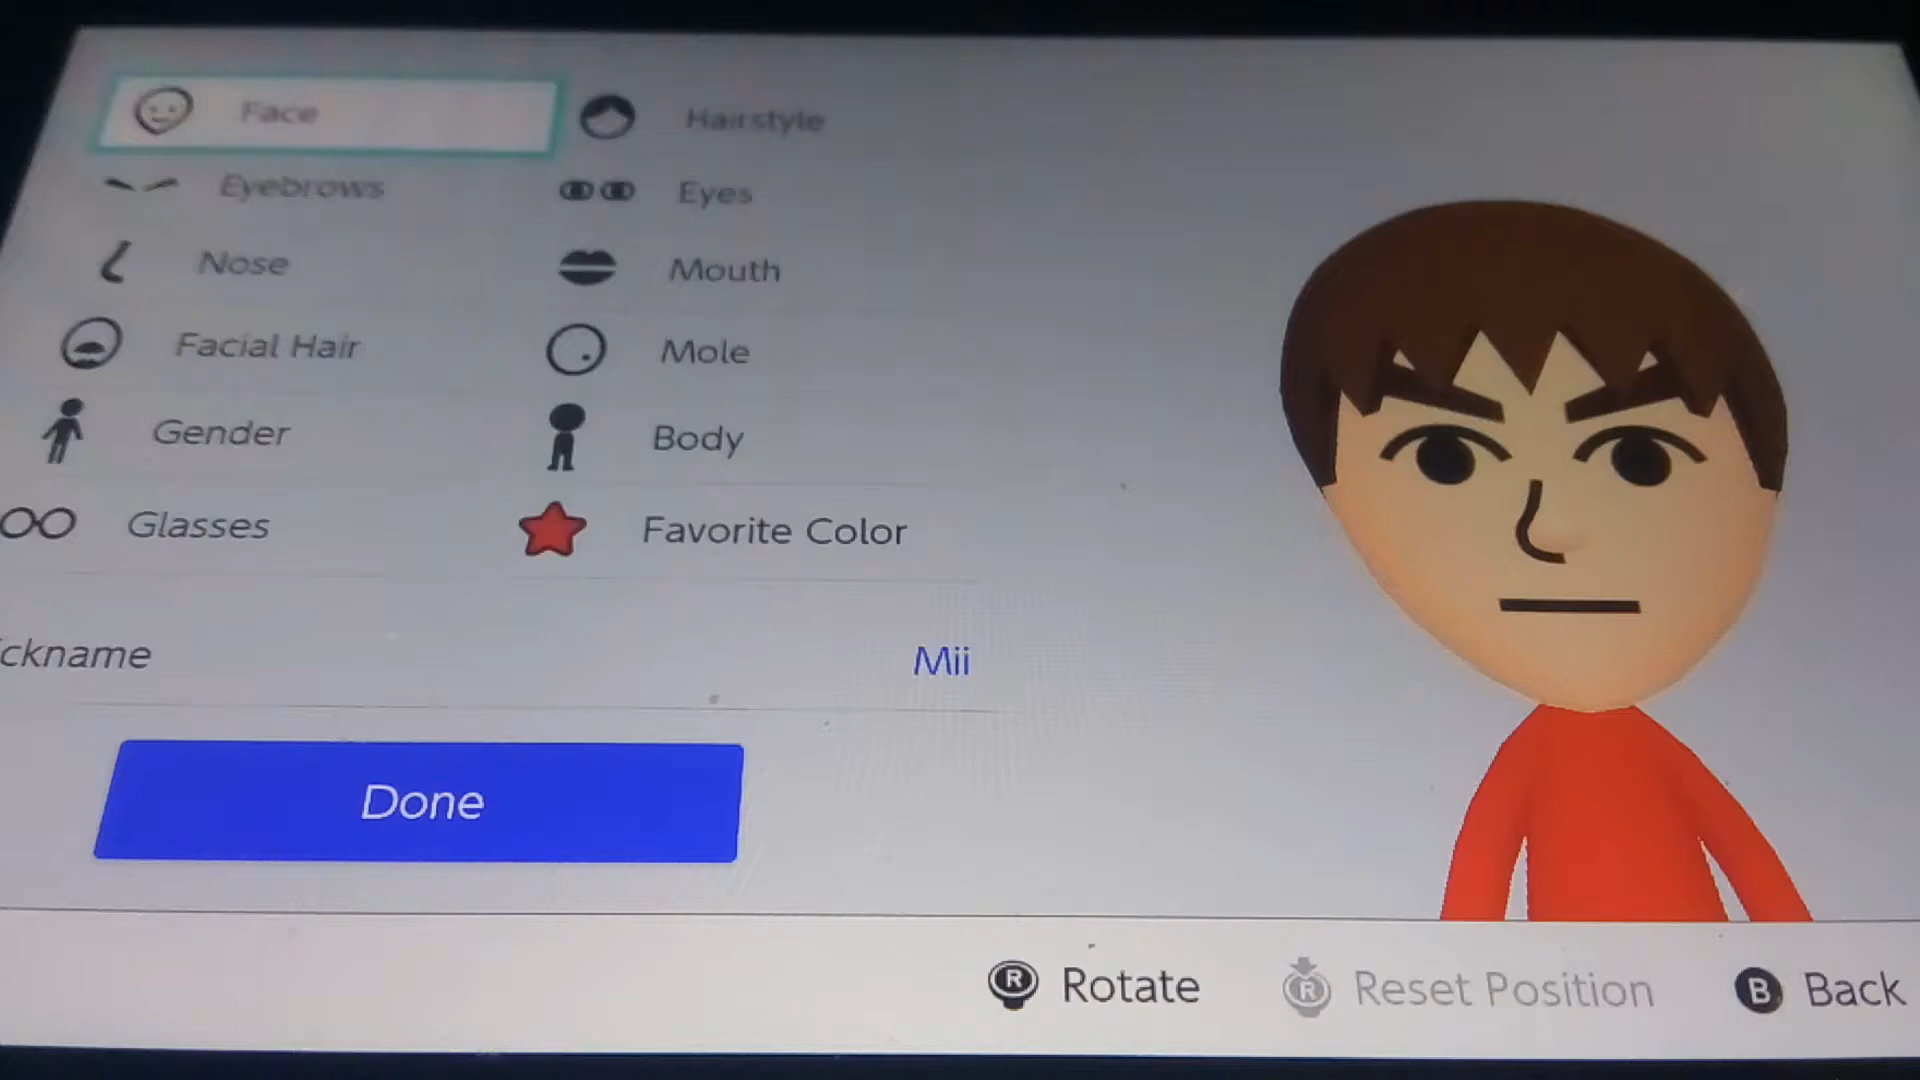 Face
Hairstyle
Eyebrows
Eyes
Nose
Mouth
Facial Hair
Mole
Gender
Body
Glasses
Favorite Color
ckname
Mii
Done
R Rotate
R Reset Position
B Back